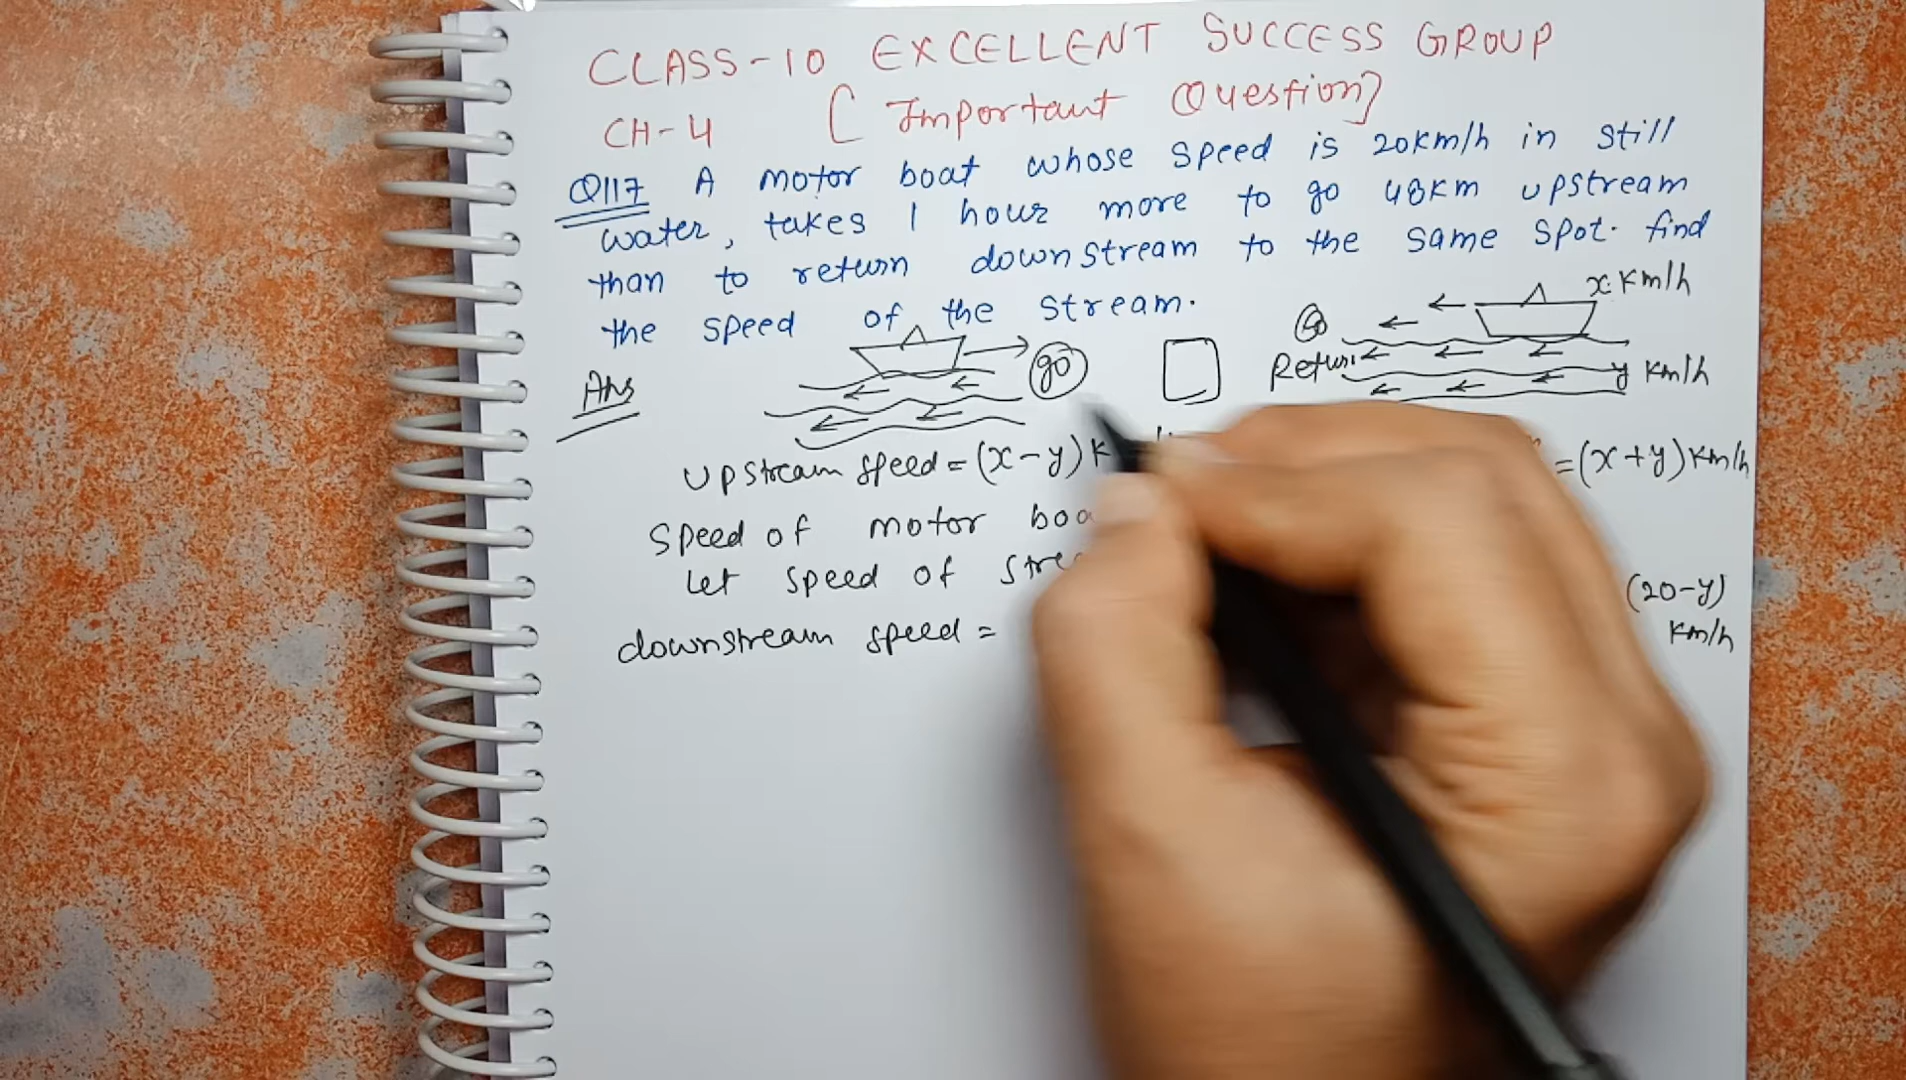 CLASS-10 EXCELLENT SUCCESS GROUP
CH-4 [Important Question]
Q117 A motor boat whose speed is 20km/h in still
water, takes 1 hour more to go 48km upstream
than to return downstream to the same spot. find
the speed of the stream.
x km/h
go
Return
y km/h
Ans
upstream speed = (x-y) K
= (x+y) km/h
speed of motor
Let speed of
(20-y)
km/h
downstream speed =